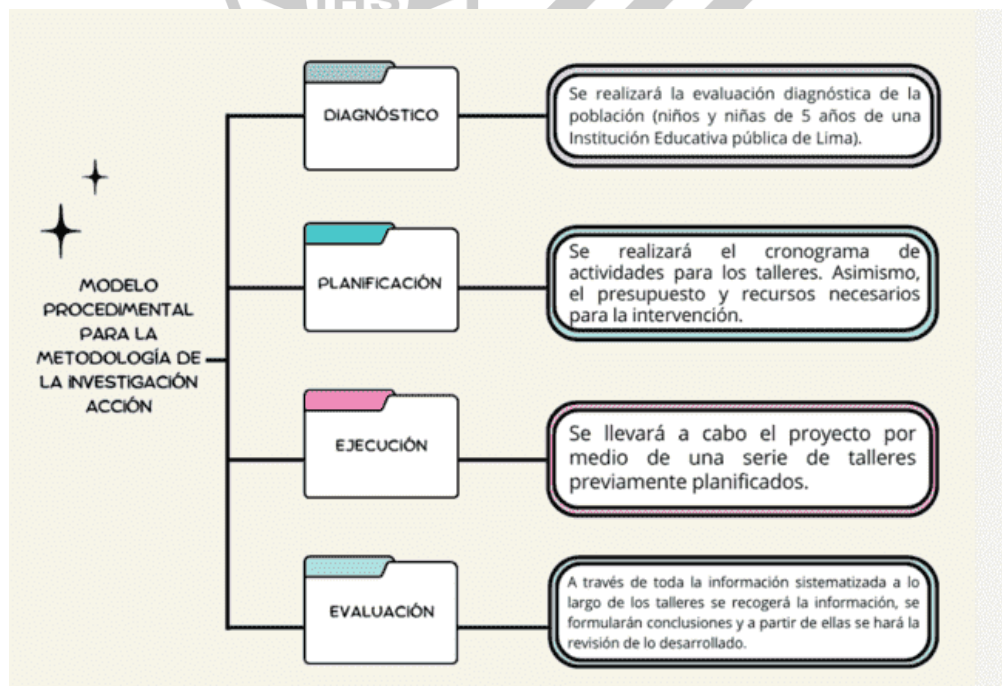 IHS
MODELO
PROCEDIMENTAL
PARA LA
METODOLOGÍA DE
LA INVESTIGACIÓN
ACCIÓN
DIAGNÓSTICO
Se realizará la evaluación diagnóstica de la
población (niños y niñas de 5 años de una
Institución Educativa pública de Lima).
PLANIFICACIÓN
Se realizará el cronograma de
actividades para los talleres. Asimismo,
el presupuesto y recursos necesarios
para la intervención.
EJECUCIÓN
Se llevará a cabo el proyecto por
medio de una serie de talleres
previamente planificados.
EVALUACIÓN
A través de toda la información sistematizada a lo
largo de los talleres se recogerá la información, se
formularán conclusiones y a partir de ellas se hará la
revisión de lo desarrollado.